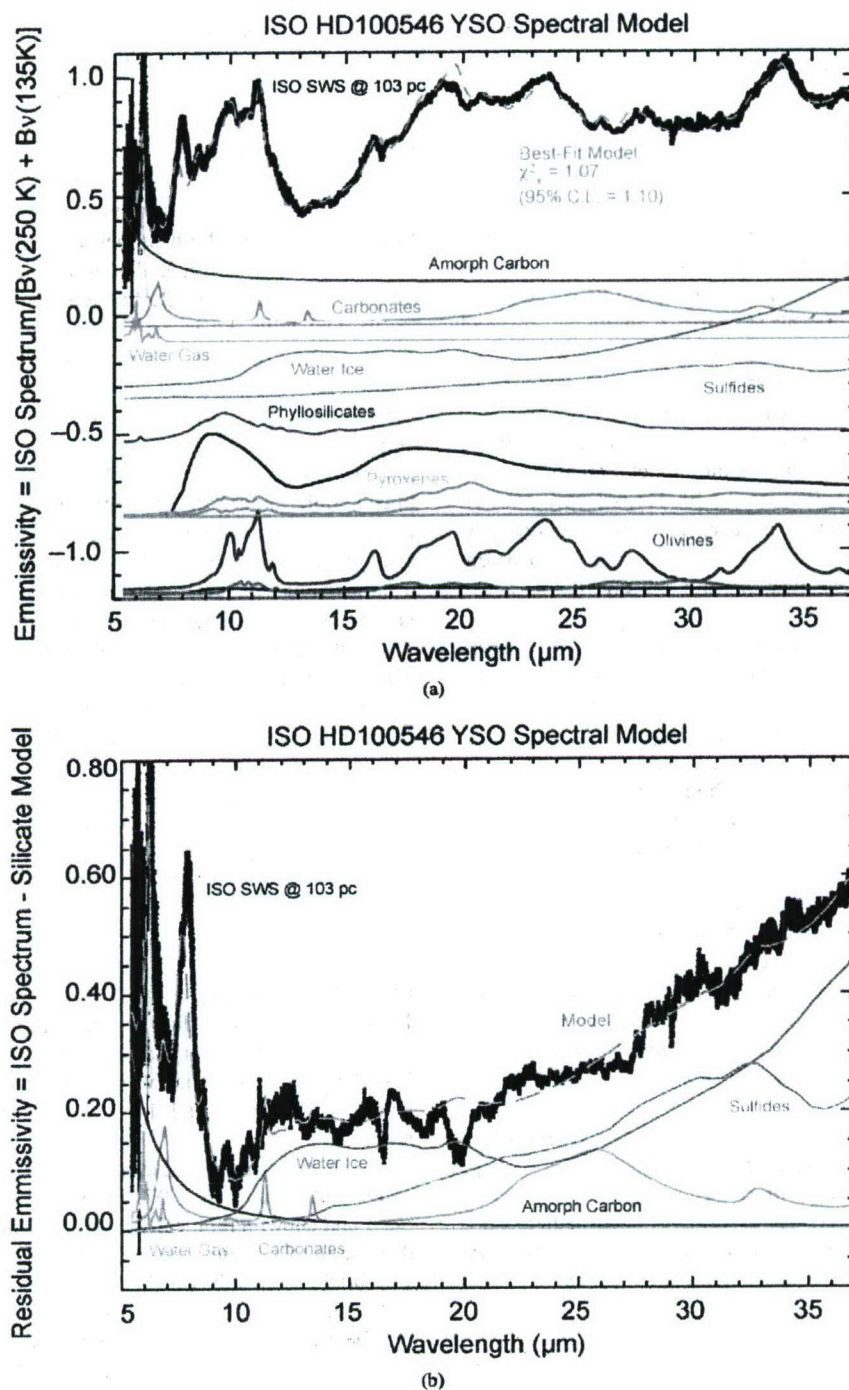 ISO HD100546 YSO Spectral Model
Emmissivity = ISO Spectrum/[Bv(250 K) + Bv(135K)]
1.0
0.5
0.0
−0.5
−1.0
ISO SWS @ 103 pc
Best-Fit Model
χ²ᵥ = 1.07
(95% C.L. = 1.10)
Amorph Carbon
Carbonates
Water Gas
Water Ice
Sulfides
Phyllosilicates
Pyroxenes
Olivines
5 10 15 20 25 30 35
Wavelength (µm)
(a)
ISO HD100546 YSO Spectral Model
Residual Emmissivity = ISO Spectrum - Silicate Model
0.80
0.60
0.40
0.20
0.00
ISO SWS @ 103 pc
Model
Sulfides
Water Ice
Amorph Carbon
Water Gas
Carbonates
5 10 15 20 25 30 35
Wavelength (µm)
(b)